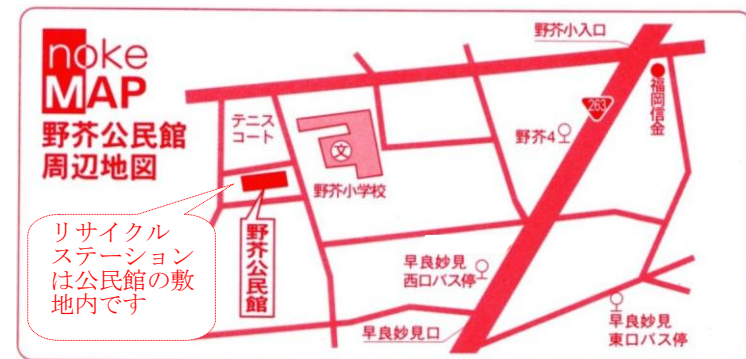 noke
MAP
野芥公民館
周辺地図
リサイクル
ステーション
は公民館の敷
地内です
テニス
コート
文
野芥小学校
野芥公民館
野芥小入口
263
福岡信金
野芥4
早良妙見
西口バス停
早良妙見口
早良妙見
東口バス停